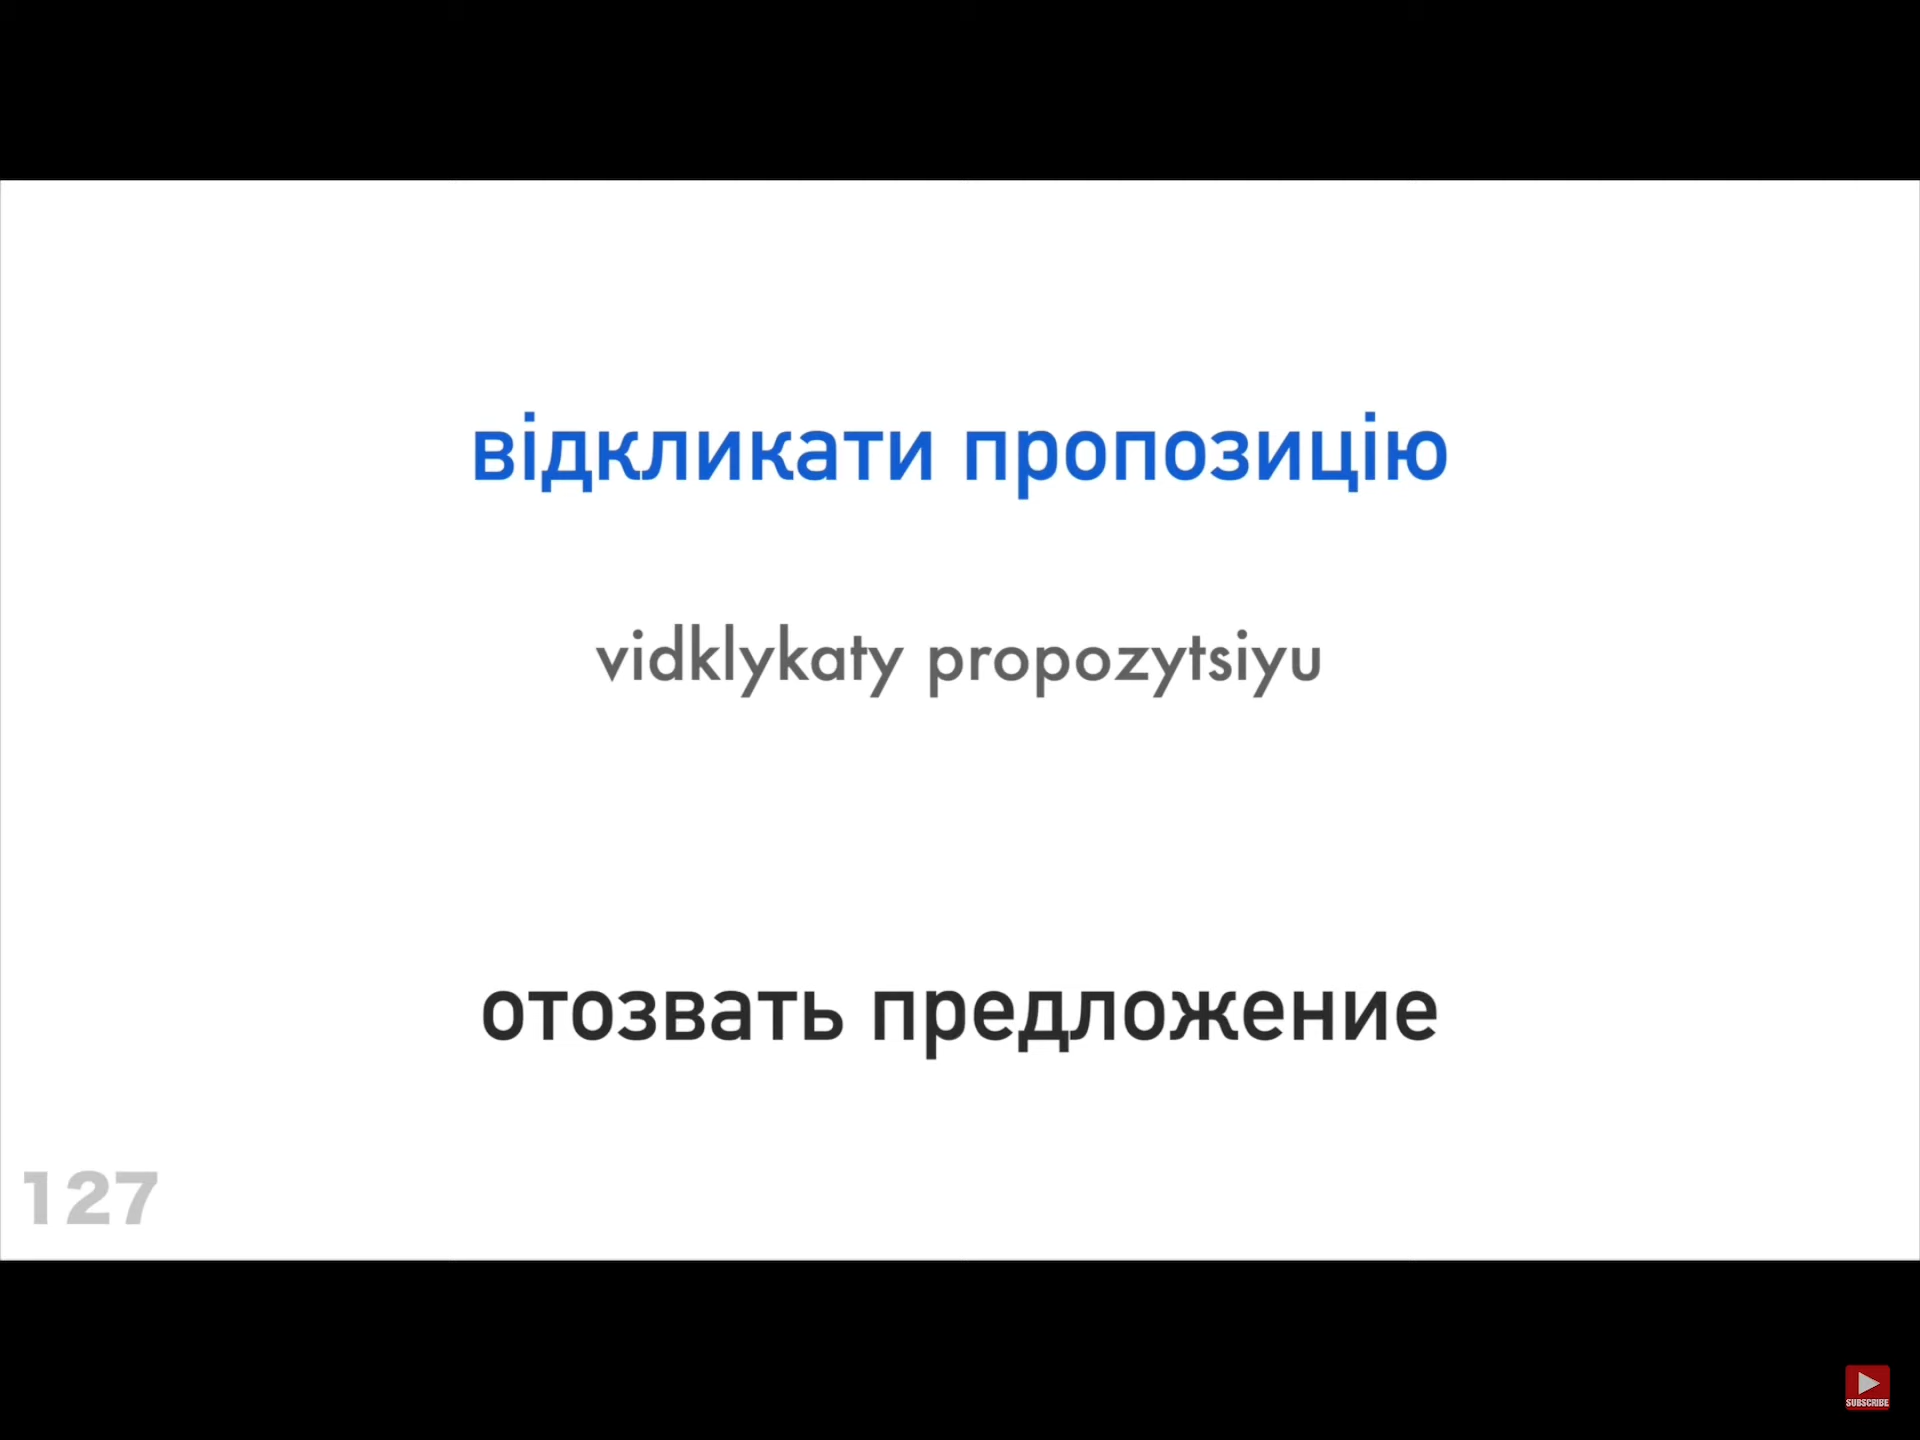 відкликати пропозицію
vidklykaty propozytsiyu
отозвать предложение
127
SUBSCRIBE